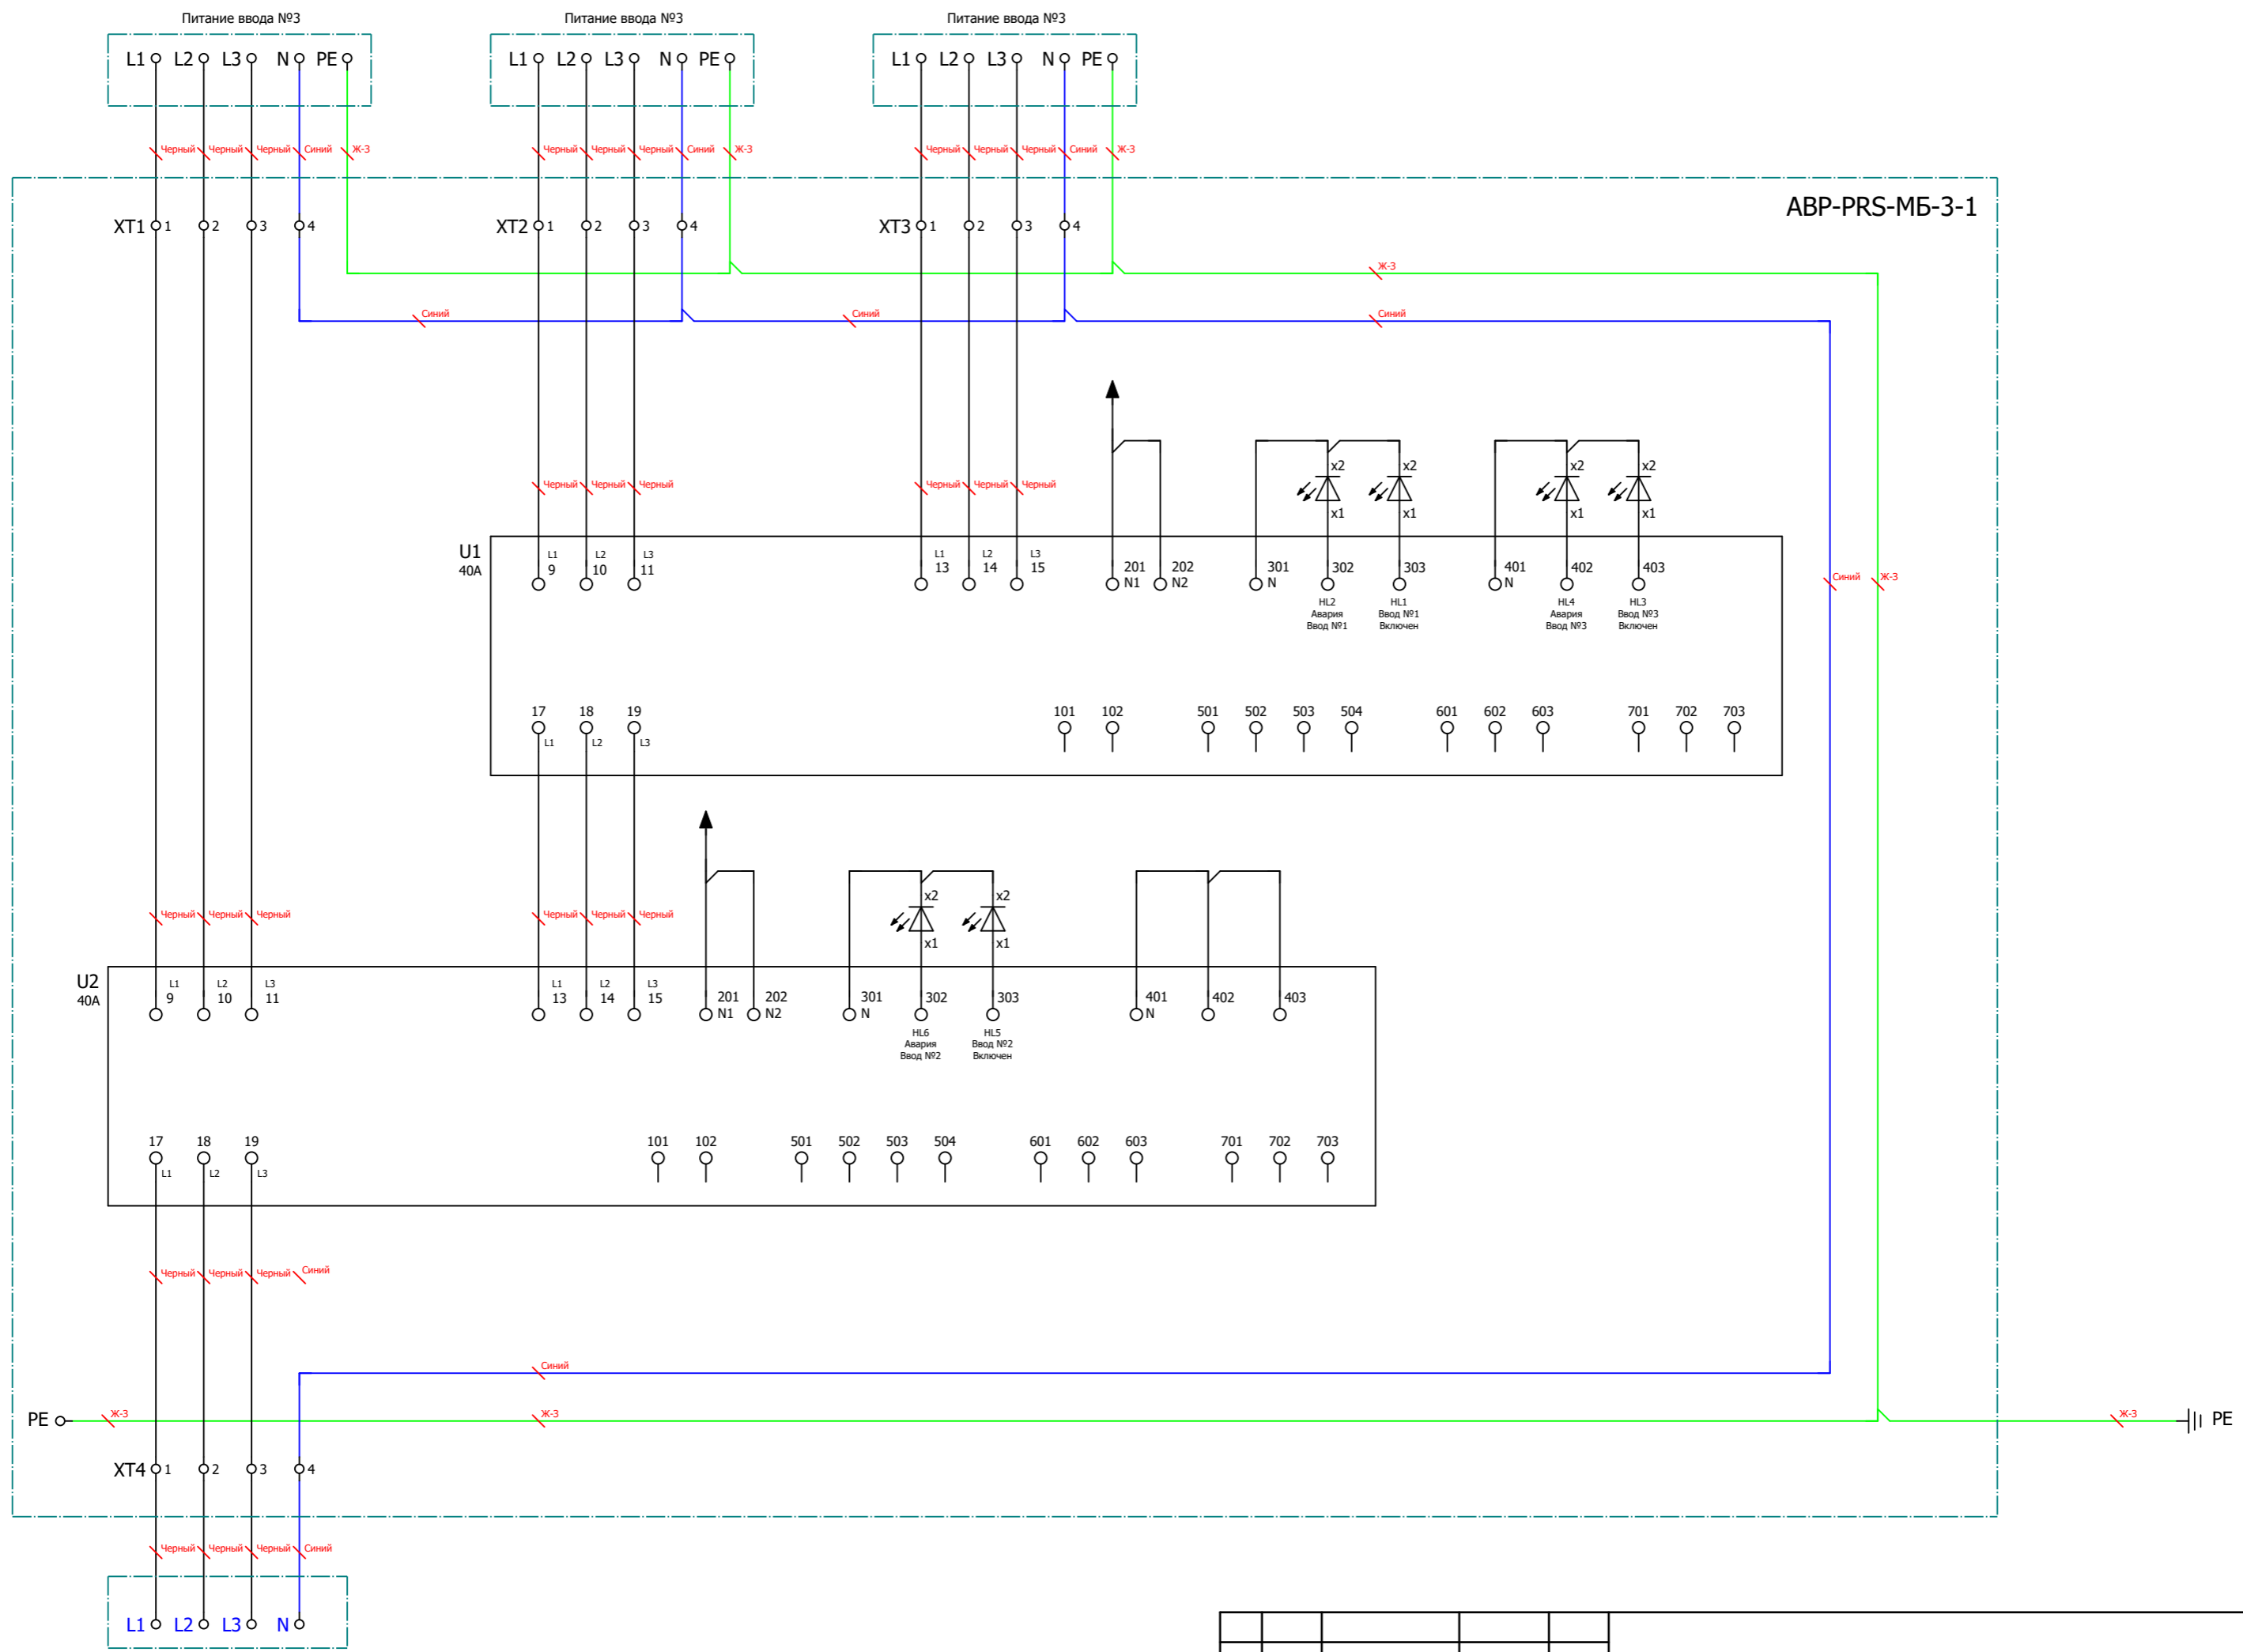 Питание ввода №3 Питание ввода №3 Питание ввода №3
L1 L2 L3 N PE L1 L2 L3 N PE L1 L2 L3 N PE
Черный Черный Черный Синий Ж-З Черный Черный Черный Синий Ж-З Черный Черный Черный Синий Ж-З
АВР-PRS-МБ-3-1
XT1 1 2 3 4 XT2 1 2 3 4 XT3 1 2 3 4
Ж-З
Синий Синий Синий
x2 x2 x2 x2
Черный Черный Черный Черный Черный Черный
x1 x1 x1 x1
U1 L1 L2 L3 L1 L2 L3
40A 9 10 11 13 14 15 201 202 301 302 303 401 402 403
N1 N2 N N
Синий Ж-З
HL2 HL1 HL4 HL3
Авария Ввод №1 Авария Ввод №3
Ввод №1 Включен Ввод №3 Включен
17 18 19 101 102 501 502 503 504 601 602 603 701 702 703
L1 L2 L3
x2 x2
Черный Черный Черный Черный Черный Черный
x1 x1
U2 L1 L2 L3 L1 L2 L3
40A 9 10 11 13 14 15 201 202 301 302 303 401 402 403
N1 N2 N N
HL6 HL5
Авария Ввод №2
Ввод №2 Включен
17 18 19 101 102 501 502 503 504 601 602 603 701 702 703
L1 L2 L3
Черный Черный Черный Синий
Синий
PE Ж-З Ж-З Ж-З PE
XT4 1 2 3 4
Черный Черный Черный Синий
L1 L2 L3 N